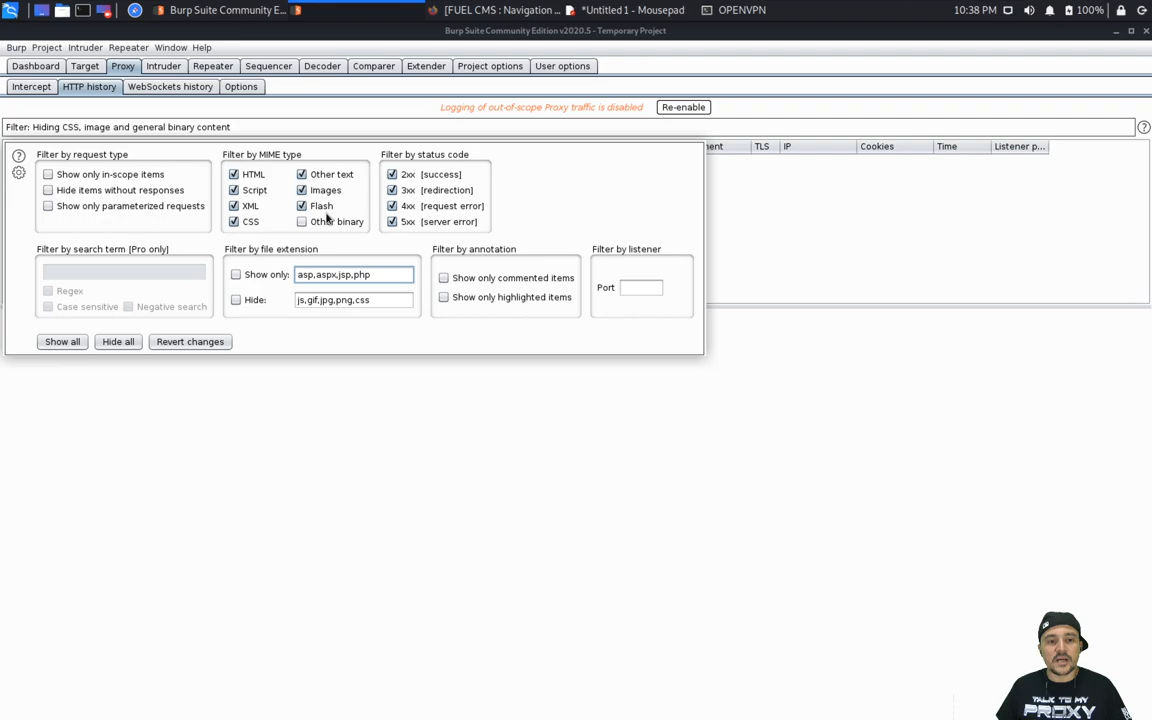 Burp Suite Community E...
[FUEL CMS : Navigation ...
*Untitled 1 - Mousepad
OPENVPN
10:38 PM
100%
Burp Suite Community Edition v2020.5 - Temporary Project
Burp Project Intruder Repeater Window Help
Dashboard Target Proxy Intruder Repeater Sequencer Decoder Comparer Extender Project options User options
Intercept HTTP history WebSockets history Options
Logging of out-of-scope Proxy traffic is disabled Re-enable
Filter: Hiding CSS, image and general binary content
?
ment TLS IP Cookies Time Listener p...
?
Filter by request type
Show only in-scope items
Hide items without responses
Show only parameterized requests
Filter by MIME type
HTML Other text
Script Images
XML Flash
CSS Other binary
Filter by status code
2xx [success]
3xx [redirection]
4xx [request error]
5xx [server error]
Filter by search term [Pro only]
Regex
Case sensitive Negative search
Filter by file extension
Show only: asp,aspx,jsp,php
Hide: js,gif,jpg,png,css
Filter by annotation
Show only commented items
Show only highlighted items
Filter by listener
Port
Show all Hide all Revert changes
TALK TO MY
PROXY